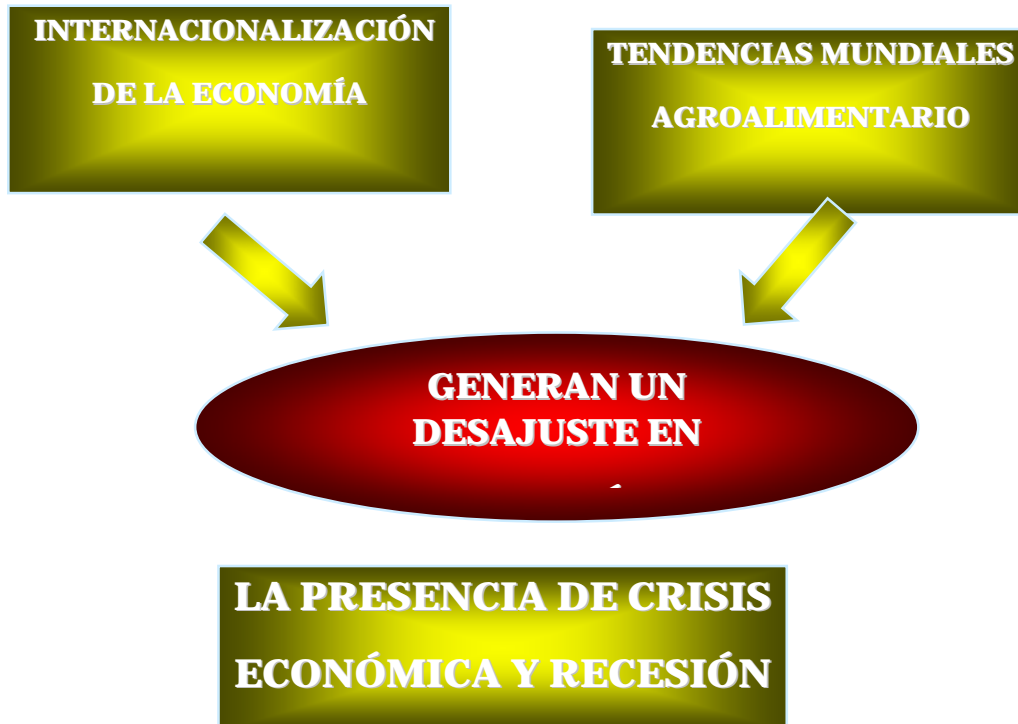 INTERNACIONALIZACIÓN
DE LA ECONOMÍA
TENDENCIAS MUNDIALES
AGROALIMENTARIO
GENERAN UN
DESAJUSTE EN
LA PRESENCIA DE CRISIS
ECONÓMICA Y RECESIÓN